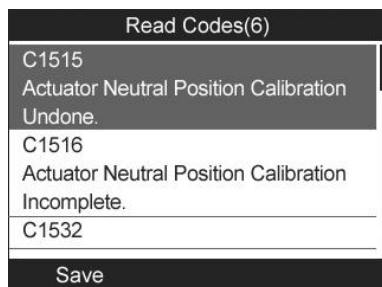 Read Codes(6)
C1515
Actuator Neutral Position Calibration
Undone.
C1516
Actuator Neutral Position Calibration
Incomplete.
C1532
Save